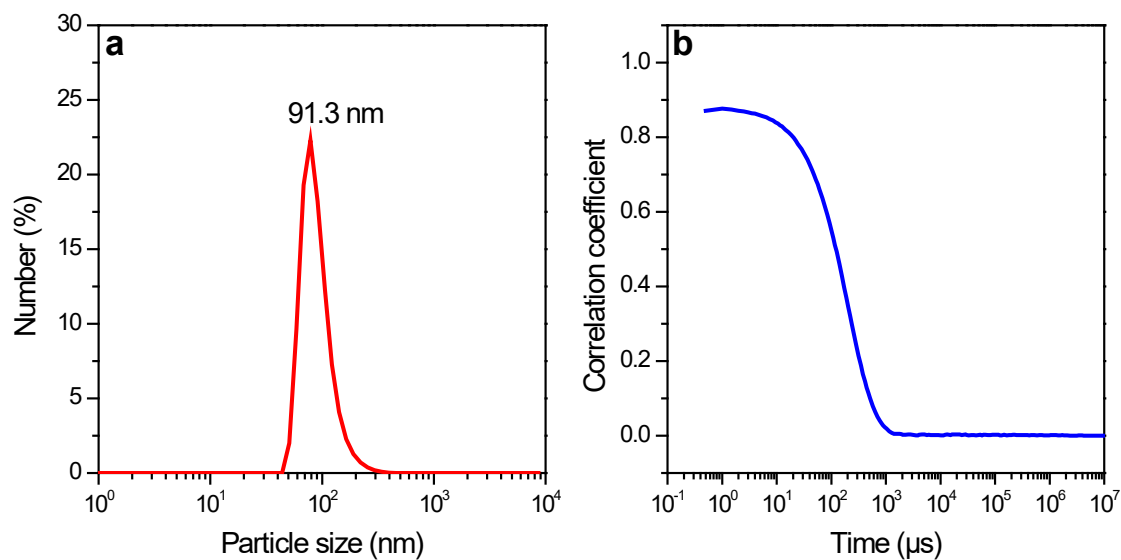 a
91.3 nm
30
25
20
15
10
5
0
Number (%)
10⁰ 10¹ 10² 10³ 10⁴
Particle size (nm)
b
1.0
0.8
0.6
0.4
0.2
0.0
Correlation coefficient
10⁻¹ 10⁰ 10¹ 10² 10³ 10⁴ 10⁵ 10⁶ 10⁷
Time (µs)